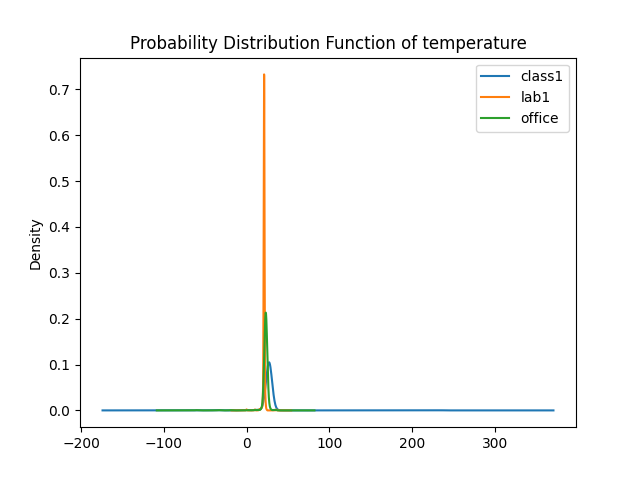 Probability Distribution Function of temperature
class1
lab1
office
Density
0.7
0.6
0.5
0.4
0.3
0.2
0.1
0.0
−200 −100 0 100 200 300